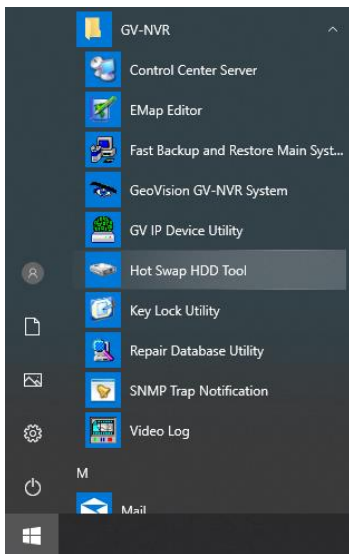 GV-NVR
Control Center Server
EMap Editor
Fast Backup and Restore Main Syst...
GeoVision GV-NVR System
GV IP Device Utility
Hot Swap HDD Tool
Key Lock Utility
Repair Database Utility
SNMP Trap Notification
Video Log
M
Mail